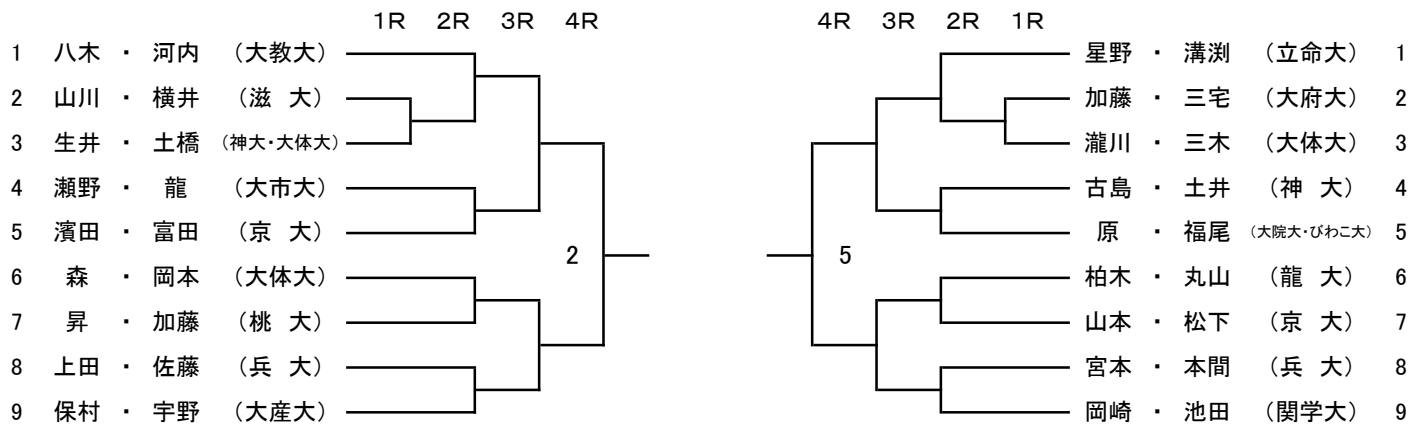 1R 2R 3R 4R
1 八木 ・ 河内 (大教大)
2 山川 ・ 横井 (滋 大)
3 生井 ・ 土橋 (神大・大体大)
4 瀬野 ・ 龍 (大市大)
5 濱田 ・ 富田 (京 大)
6 森 ・ 岡本 (大体大)
7 昇 ・ 加藤 (桃 大)
8 上田 ・ 佐藤 (兵 大)
9 保村 ・ 宇野 (大産大)
2
4R 3R 2R 1R
星野 ・ 溝渕 (立命大) 1
加藤 ・ 三宅 (大府大) 2
瀧川 ・ 三木 (大体大) 3
古島 ・ 土井 (神 大) 4
原 ・ 福尾 (大院大・びわこ大) 5
柏木 ・ 丸山 (龍 大) 6
山本 ・ 松下 (京 大) 7
宮本 ・ 本間 (兵 大) 8
岡崎 ・ 池田 (関学大) 9
5